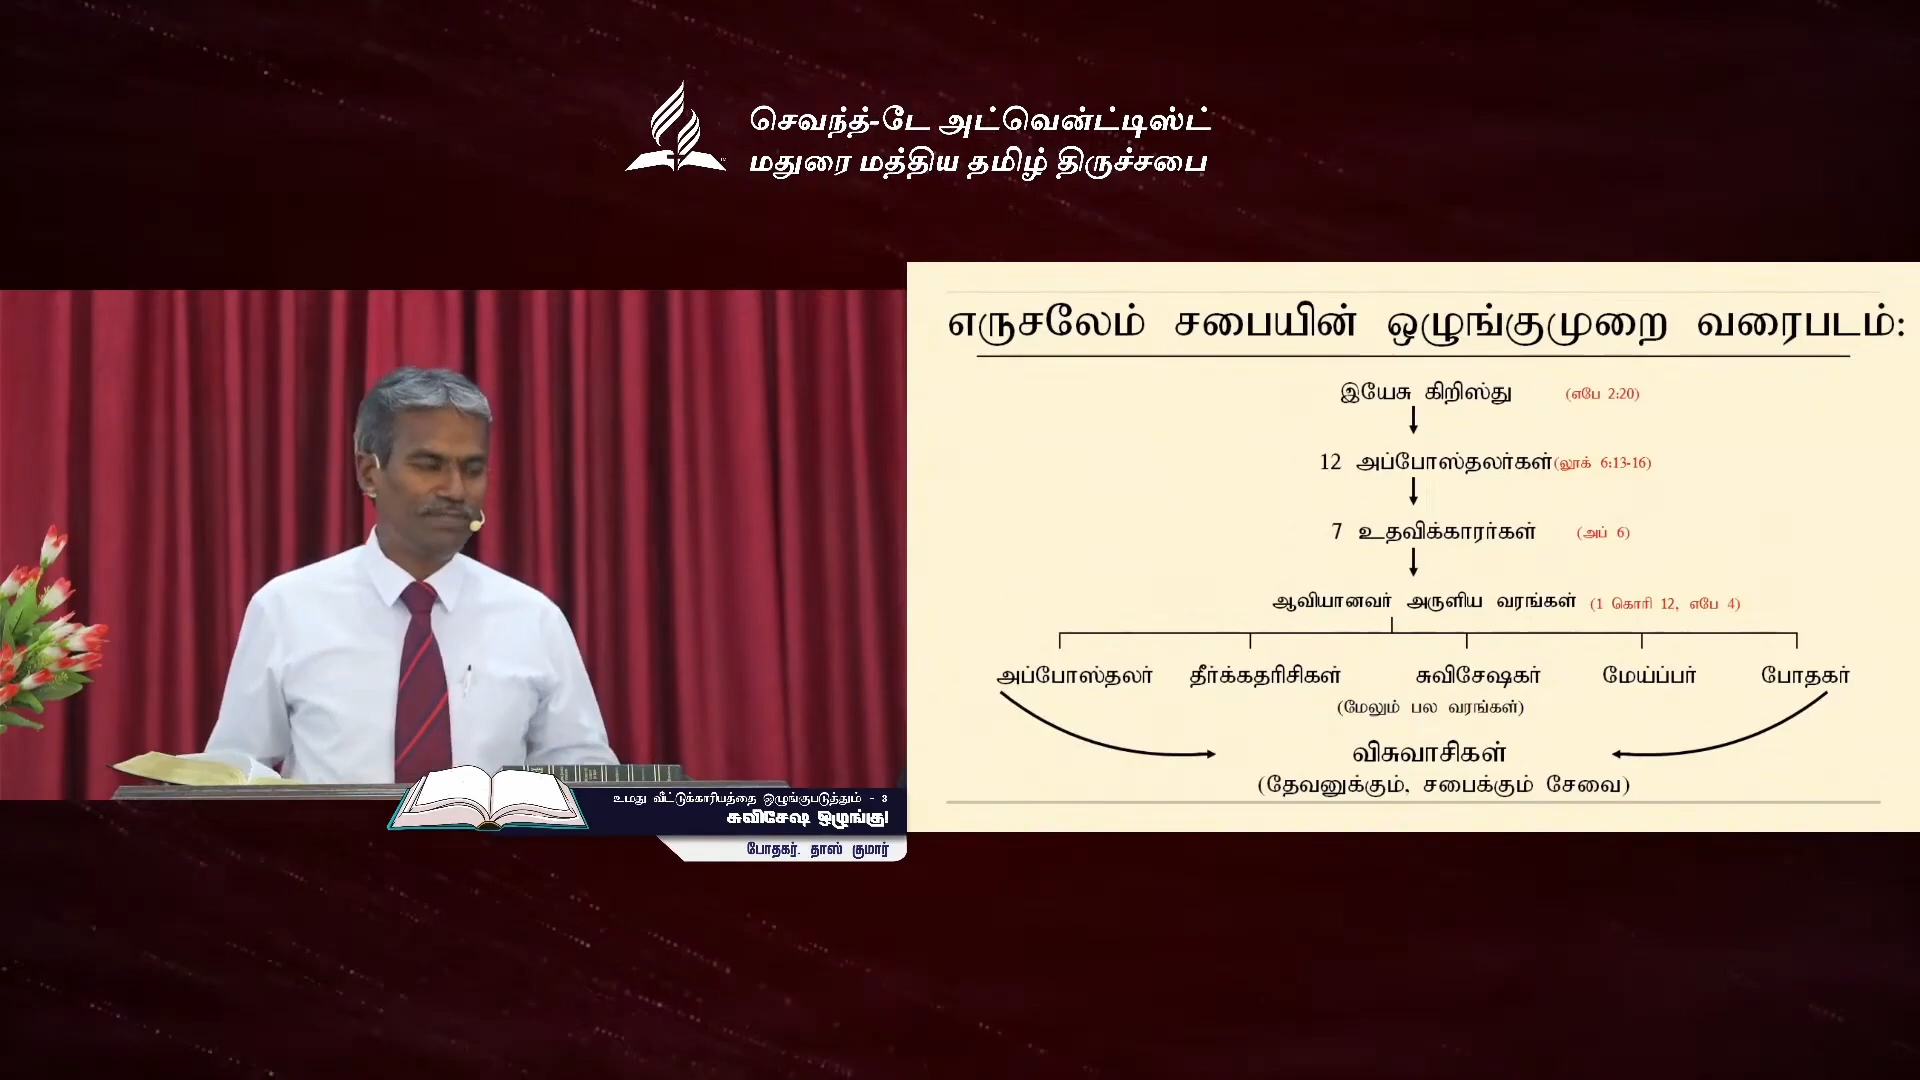 செவந்த்-டே அட்வென்ட்டிஸ்ட்
மதுரை மத்திய தமிழ் திருச்சபை
எருசலேம் சபையின் ஒழுங்குமுறை வரைபடம்:
இயேசு கிறிஸ்து (எபே 2:20)
12 அப்போஸ்தலர்கள்(லூக் 6:13-16)
7 உதவிக்காரர்கள் (அப் 6)
ஆவியானவர் அருளிய வரங்கள் (1 கொரி 12, எபே 4)
அப்போஸ்தலர் தீர்க்கதரிசிகள் சுவிசேஷகர் மேய்ப்பர் போதகர்
(மேலும் பல வரங்கள்)
விசுவாசிகள்
(தேவனுக்கும், சபைக்கும் சேவை)
உமது வீட்டுக்காரியத்தை ஒழுங்குபடுத்தும் - 3
சுவிசேஷ ஒழுங்கு!
போதகர். தாஸ் குமார்